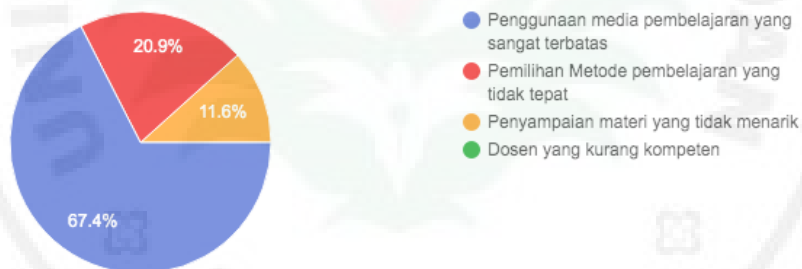 20.9%
11.6%
67.4%
Penggunaan media pembelajaran yang
sangat terbatas
Pemilihan Metode pembelajaran yang
tidak tepat
Penyampaian materi yang tidak menarik
Dosen yang kurang kompeten